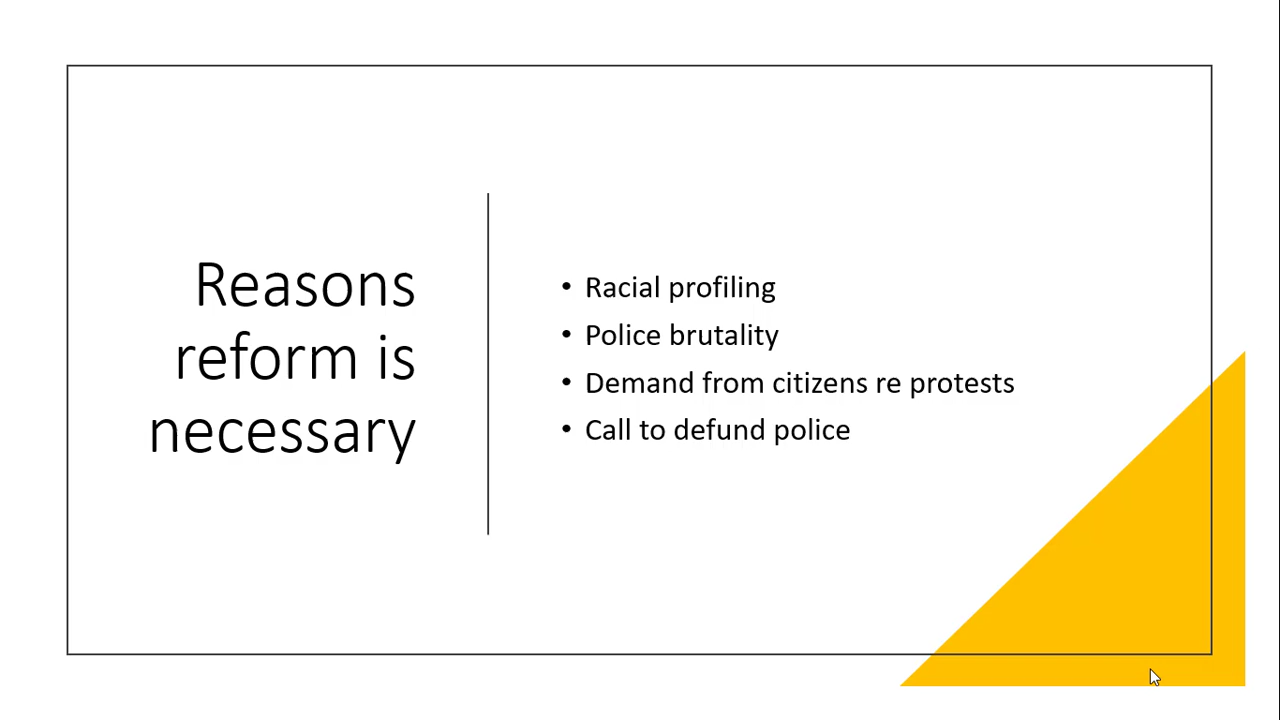 Reasons
reform is
necessary
• Racial profiling
• Police brutality
• Demand from citizens re protests
• Call to defund police